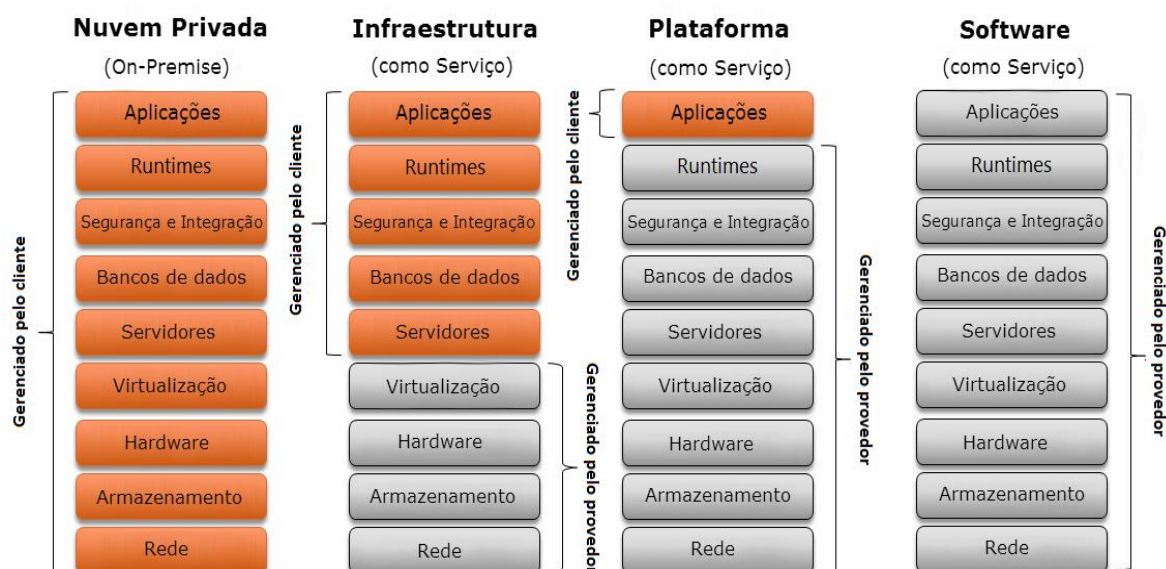 Nuvem Privada
(On-Premise)
Gerenciado pelo cliente
Aplicações
Runtimes
Segurança e Integração
Bancos de dados
Servidores
Virtualização
Hardware
Armazenamento
Rede
Infraestrutura
(como Serviço)
Gerenciado pelo cliente
Aplicações
Runtimes
Segurança e Integração
Bancos de dados
Servidores
Virtualização
Hardware
Armazenamento
Rede
Gerenciado pelo provedor
Plataforma
(como Serviço)
Gerenciado pelo cliente
Aplicações
Runtimes
Segurança e Integração
Bancos de dados
Servidores
Virtualização
Hardware
Armazenamento
Rede
Gerenciado pelo provedor
Software
(como Serviço)
Aplicações
Runtimes
Segurança e Integração
Bancos de dados
Servidores
Virtualização
Hardware
Armazenamento
Rede
Gerenciado pelo provedor